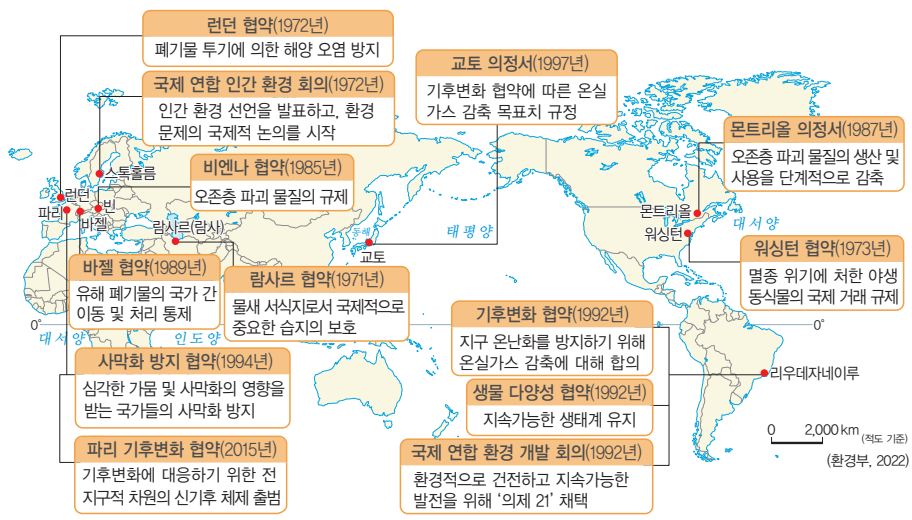 런던 협약(1972년)
폐기물 투기에 의한 해양 오염 방지
국제 연합 인간 환경 회의(1972년)
인간 환경 선언을 발표하고, 환경
문제의 국제적 논의를 시작
교토 의정서(1997년)
기후변화 협약에 따른 온실
가스 감축 목표치 규정
몬트리올 의정서(1987년)
오존층 파괴 물질의 생산 및
사용을 단계적으로 감축
비엔나 협약(1985년)
오존층 파괴 물질의 규제
스톡홀름
런던
빈
파리
바젤
람사르(람사)
동해
교토
태평양
몬트리올
대서양
워싱턴
워싱턴 협약(1973년)
멸종 위기에 처한 야생
동식물의 국제 거래 규제
바젤 협약(1989년)
유해 폐기물의 국가 간
이동 및 처리 통제
람사르 협약(1971년)
물새 서식지로서 국제적으로
중요한 습지의 보호
기후변화 협약(1992년)
지구 온난화를 방지하기 위해
온실가스 감축에 대해 합의
0°
0°
대서양
인도양
사막화 방지 협약(1994년)
심각한 가뭄 및 사막화의 영향을
받는 국가들의 사막화 방지
생물 다양성 협약(1992년)
지속가능한 생태계 유지
리우데자네이루
파리 기후변화 협약(2015년)
기후변화에 대응하기 위한 전
지구적 차원의 신기후 체제 출범
국제 연합 환경 개발 회의(1992년)
환경적으로 건전하고 지속가능한
발전을 위해 ‘의제 21’ 채택
0 2,000 km (적도 기준)
(환경부, 2022)